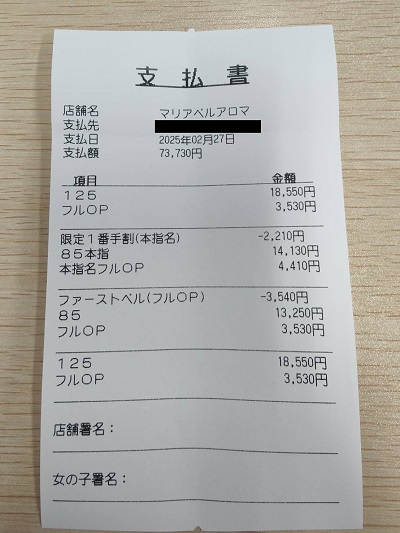 支払書
店舗名 マリアベルアロマ
支払先
支払日 2025年02月27日
支払額 73,730円
項目 金額
125 18,550円
フルOP 3,530円
限定1番手割(本指名) -2,210円
85本指 14,130円
本指名フルOP 4,410円
ファーストベル(フルOP) -3,540円
85 13,250円
フルOP 3,530円
125 18,550円
フルOP 3,530円
店舗署名：
女の子署名：